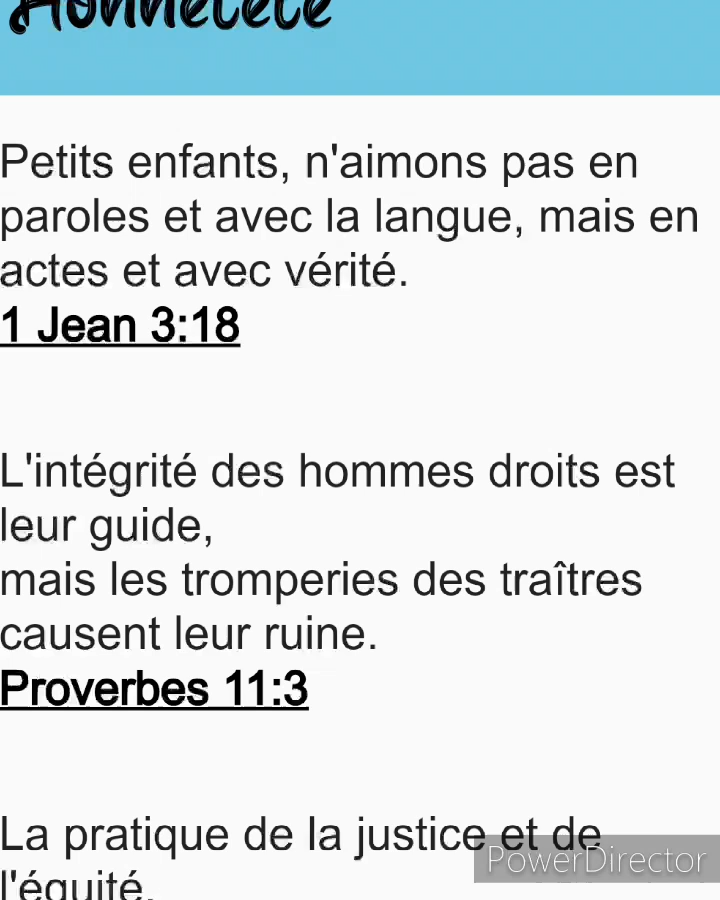 Honnêteté
Petits enfants, n'aimons pas en
paroles et avec la langue, mais en
actes et avec vérité.
1 Jean 3:18
L'intégrité des hommes droits est
leur guide,
mais les tromperies des traîtres
causent leur ruine.
Proverbes 11:3
La pratique de la justice et de
l'équité,
PowerDirector